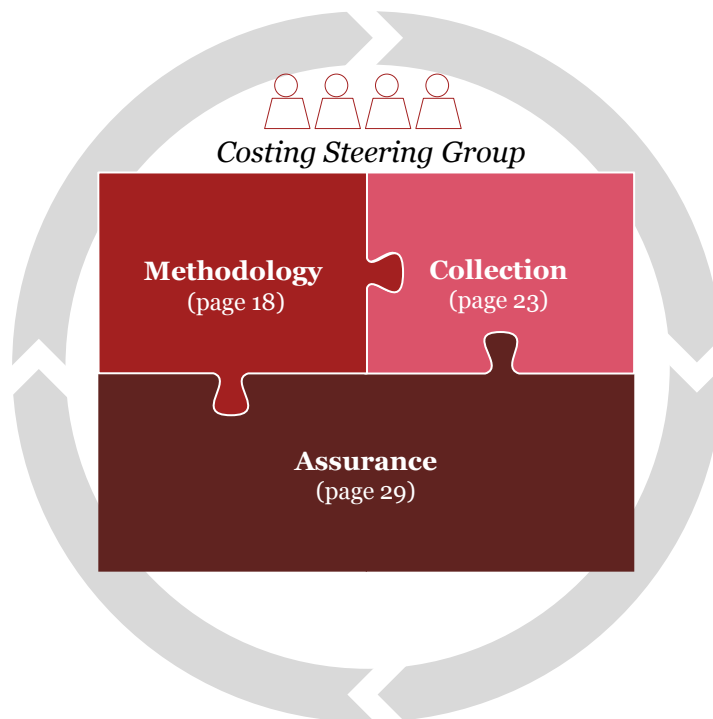 Costing Steering Group
Methodology
(page 18)
Collection
(page 23)
Assurance
(page 29)